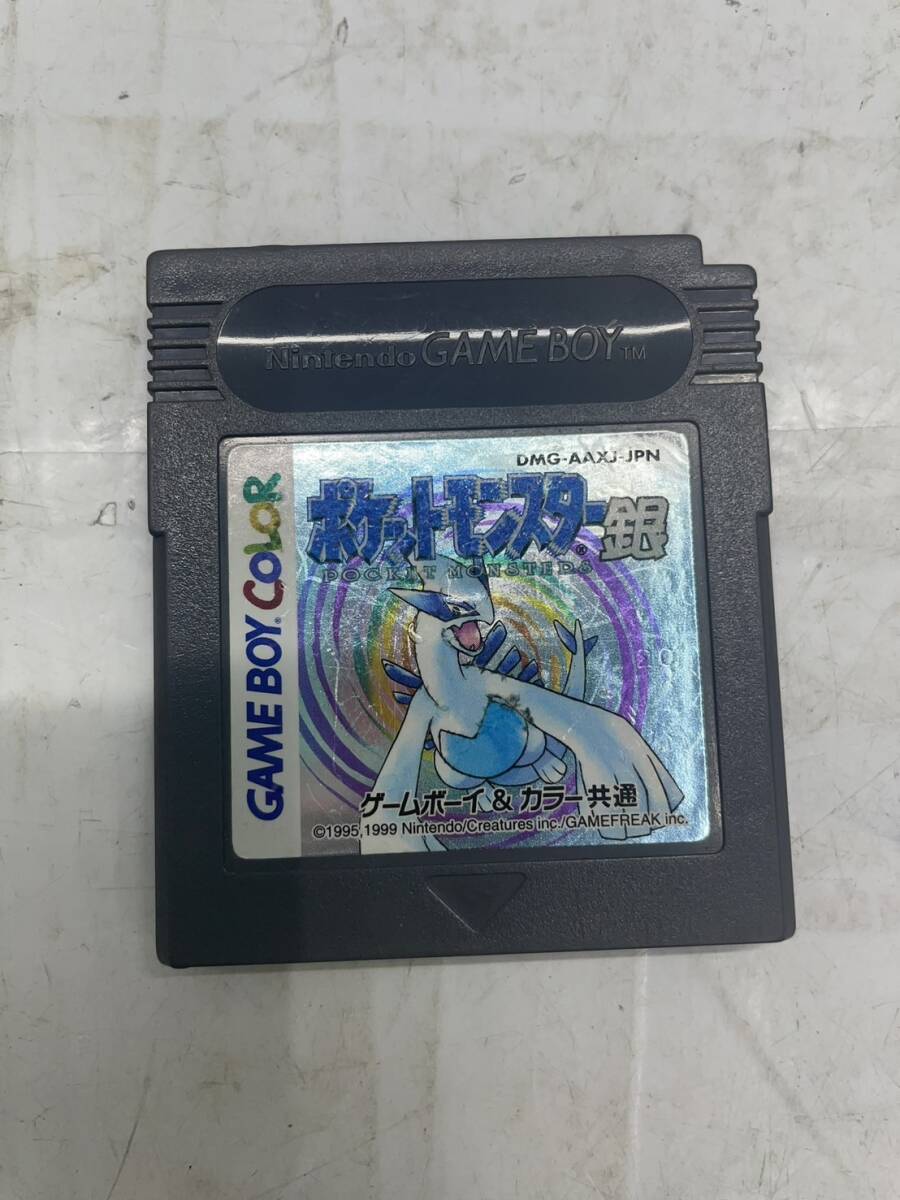 Nintendo GAME BOY TM
DMG-AAXJ-JPN
ポケットモンスター® 銀
POCKET MONSTERS
GAME BOY COLOR
ゲームボーイ & カラー共通
©1995,1999 Nintendo/Creatures inc./GAMEFREAK inc.